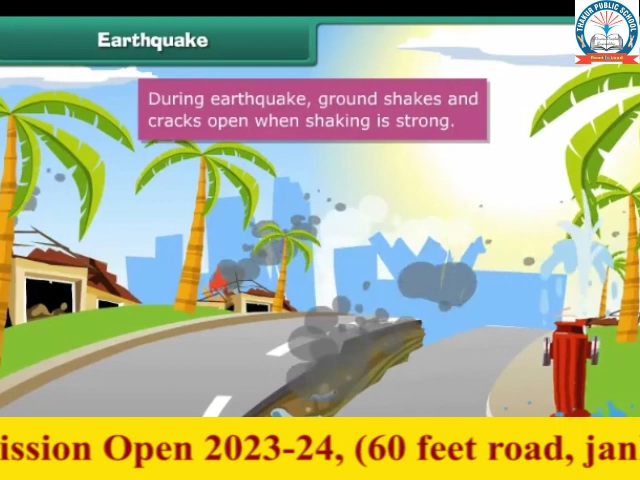 Earthquake
THAKUR PUBLIC SCHOOL
During earthquake, ground shakes and
cracks open when shaking is strong.
ission Open 2023-24, (60 feet road, jan